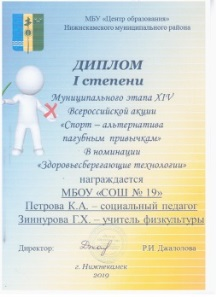 МБУ «Центр образования»
Нижнекамского муниципального района
ДИПЛОМ
I степени
Муниципального этапа XIV
Всероссийской акции
«Спорт – альтернатива
пагубным привычкам»
В номинации
«Здоровьесберегающие технологии»
награждается
МБОУ «СОШ № 19»
Петрова К.А. – социальный педагог
Зиннурова Г.Х. – учитель физкультуры
Директор: Р.И. Джалолова
г. Нижнекамск
2019